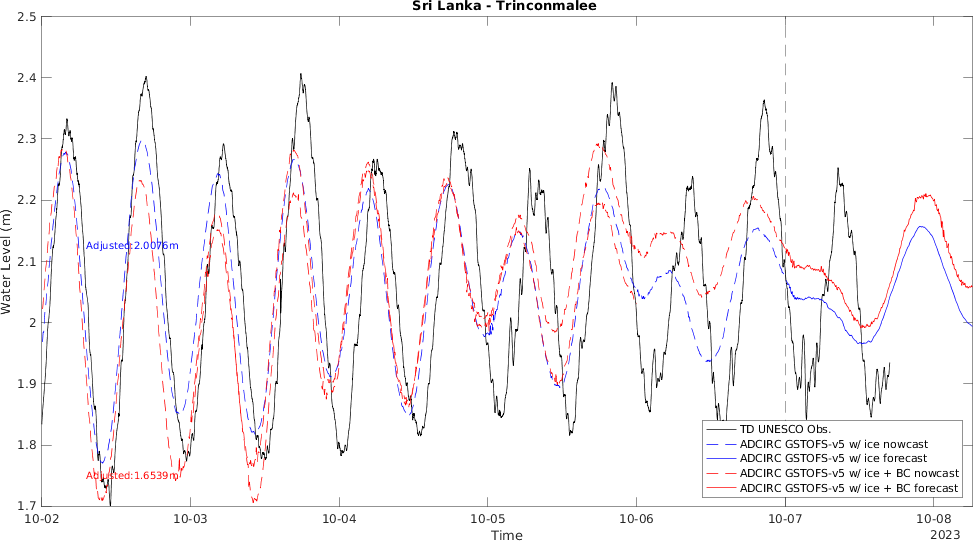 Sri Lanka - Trinconmalee
2.5
2.4
2.3
2.2
2.1
2
1.9
1.8
1.7
Water Level (m)
Adjusted:2.0076m
Adjusted:1.6539m
TD UNESCO Obs.
ADCIRC GSTOFS-v5 w/ ice nowcast
ADCIRC GSTOFS-v5 w/ ice forecast
ADCIRC GSTOFS-v5 w/ ice + BC nowcast
ADCIRC GSTOFS-v5 w/ ice + BC forecast
10-02 10-03 10-04 10-05 10-06 10-07 10-08
Time 2023